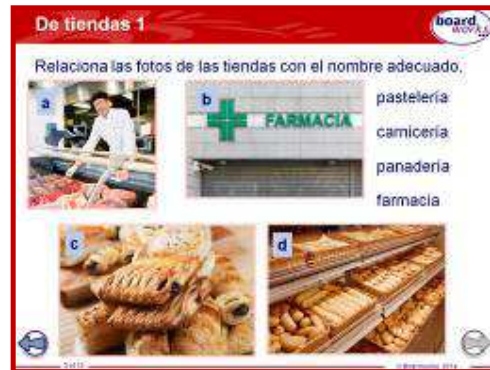 De tiendas 1
board
works
Relaciona las fotos de las tiendas con el nombre adecuado.
a
b
FARMACIA
pastelería
carnicería
panadería
farmacia
c
d